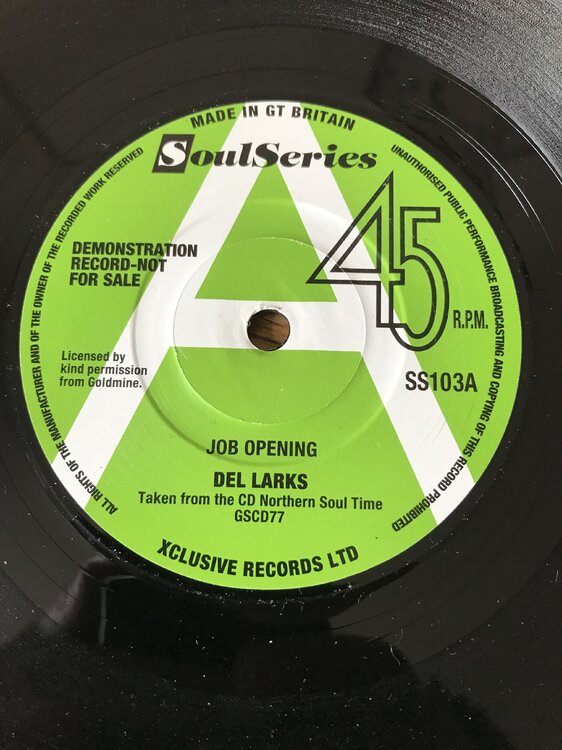 MADE IN GT BRITAIN
SoulSeries
ALL RIGHTS OF THE MANUFACTURER AND OF THE OWNER OF THE RECORDED WORK RESERVED
UNAUTHORISED PUBLIC PERFORMANCE BROADCASTING AND COPYING OF THIS RECORD PROHIBITED
A
DEMONSTRATION
RECORD-NOT
FOR SALE
45
R.P.M.
Licensed by
kind permission
from Goldmine.
SS103A
JOB OPENING
DEL LARKS
Taken from the CD Northern Soul Time
GSCD77
XCLUSIVE RECORDS LTD